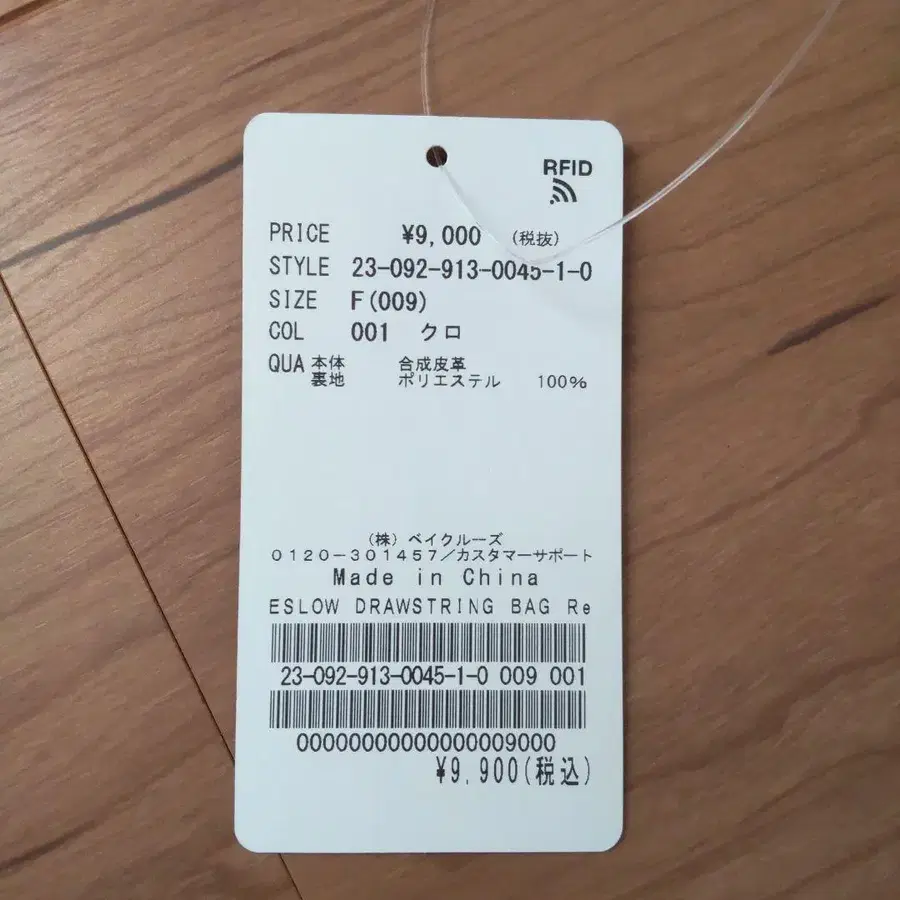 RFID
PRICE ¥9,000 (税抜)
STYLE 23-092-913-0045-1-0
SIZE F(009)
COL 001 クロ
QUA 本体 合成皮革
裏地 ポリエステル 100%
(株) ベイクルーズ
0120-301457/カスタマーサポート
Made in China
ESLOW DRAWSTRING BAG Re
23-092-913-0045-1-0 009 001
00000000000000009000
¥9,900(税込)